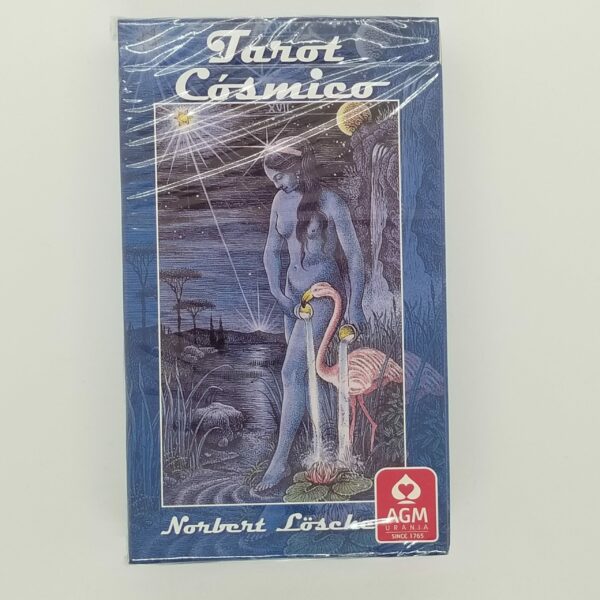 Tarot
Cósmico
XVII
Norbert Lösche
AGM
URANIA
SINCE 1765